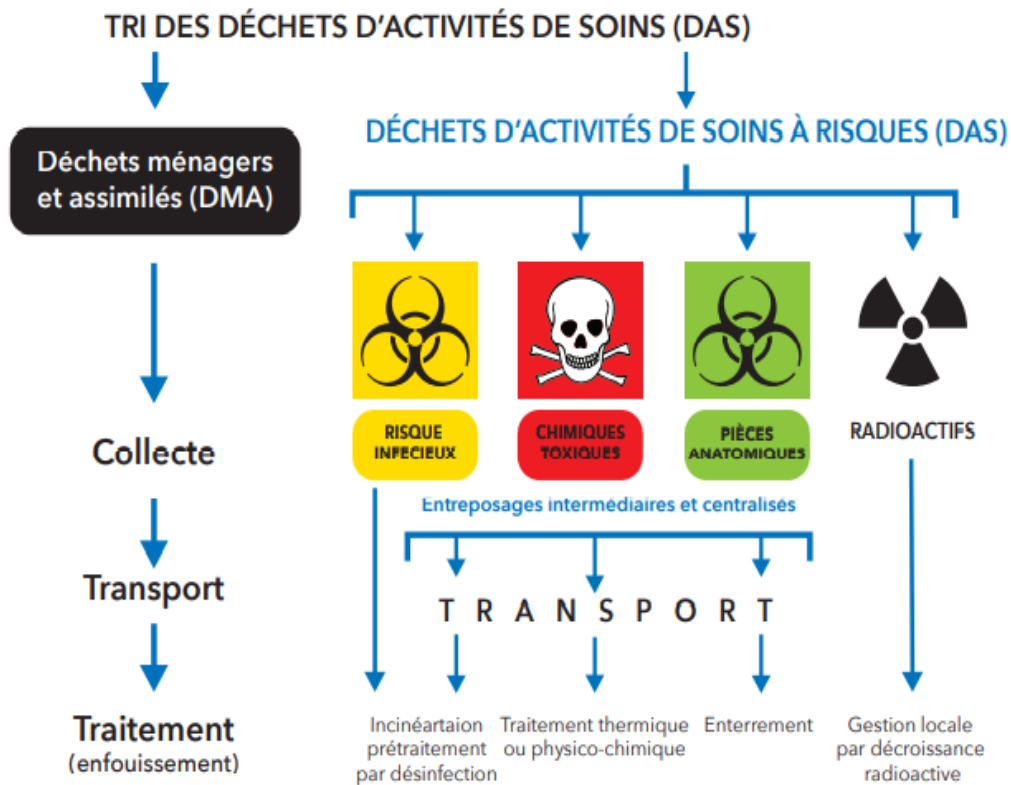 TRI DES DÉCHETS D'ACTIVITÉS DE SOINS (DAS)
Déchets ménagers
et assimilés (DMA)
Collecte
Transport
Traitement
(enfouissement)
DÉCHETS D'ACTIVITÉS DE SOINS À RISQUES (DAS)
RISQUE
INFECIEUX
CHIMIQUES
TOXIQUES
PIÈCES
ANATOMIQUES
RADIOACTIFS
Entreposages intermédiaires et centralisés
T R A N S P O R T
Incinéartaion
prétraitement
par désinfection
Traitement thermique
ou physico-chimique
Enterrement
Gestion locale
par décroissance
radioactive